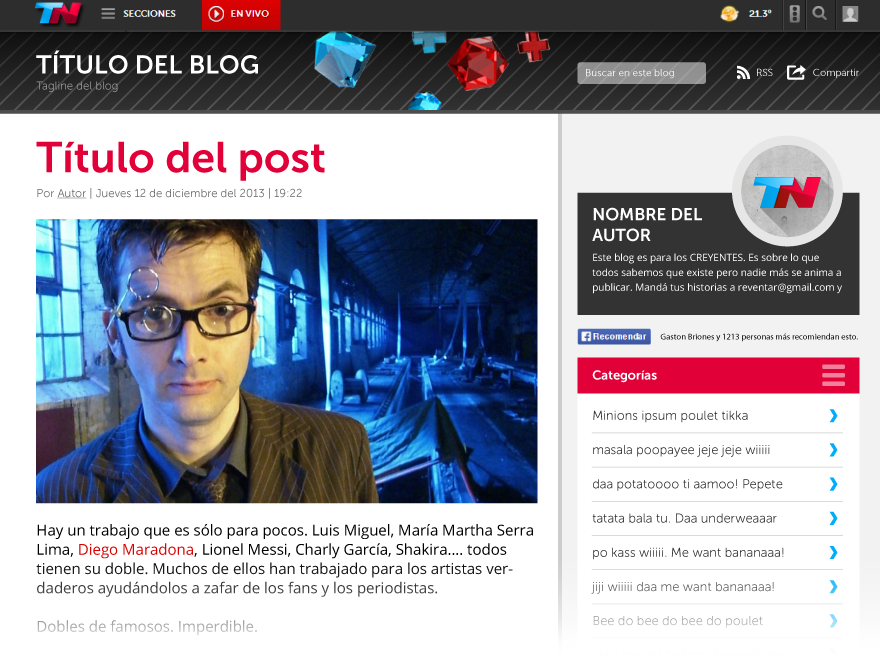 TN
SECCIONES
EN VIVO
21.3°
TÍTULO DEL BLOG
Tagline del blog
Buscar en este blog
RSS
Compartir
Título del post
Por Autor | Jueves 12 de diciembre del 2013 | 19:22
Hay un trabajo que es sólo para pocos. Luis Miguel, María Martha Serra
Lima, Diego Maradona, Lionel Messi, Charly García, Shakira.... todos
tienen su doble. Muchos de ellos han trabajado para los artistas ver-
daderos ayudándolos a zafar de los fans y los periodistas.
Dobles de famosos. Imperdible.
TN
NOMBRE DEL
AUTOR
Este blog es para los CREYENTES. Es sobre lo que
todos sabemos que existe pero nadie más se anima a
publicar. Mandá tus historias a reventar@gmail.com y
Recomendar
Gaston Briones y 1213 personas más recomiendan esto.
Categorías
Minions ipsum poulet tikka
masala poopayee jeje jeje wiiiii
daa potatoooo ti aamoo! Pepete
tatata bala tu. Daa underweaaar
po kass wiiiii. Me want bananaaa!
jiji wiiiii daa me want bananaaa!
Bee do bee do bee do poulet